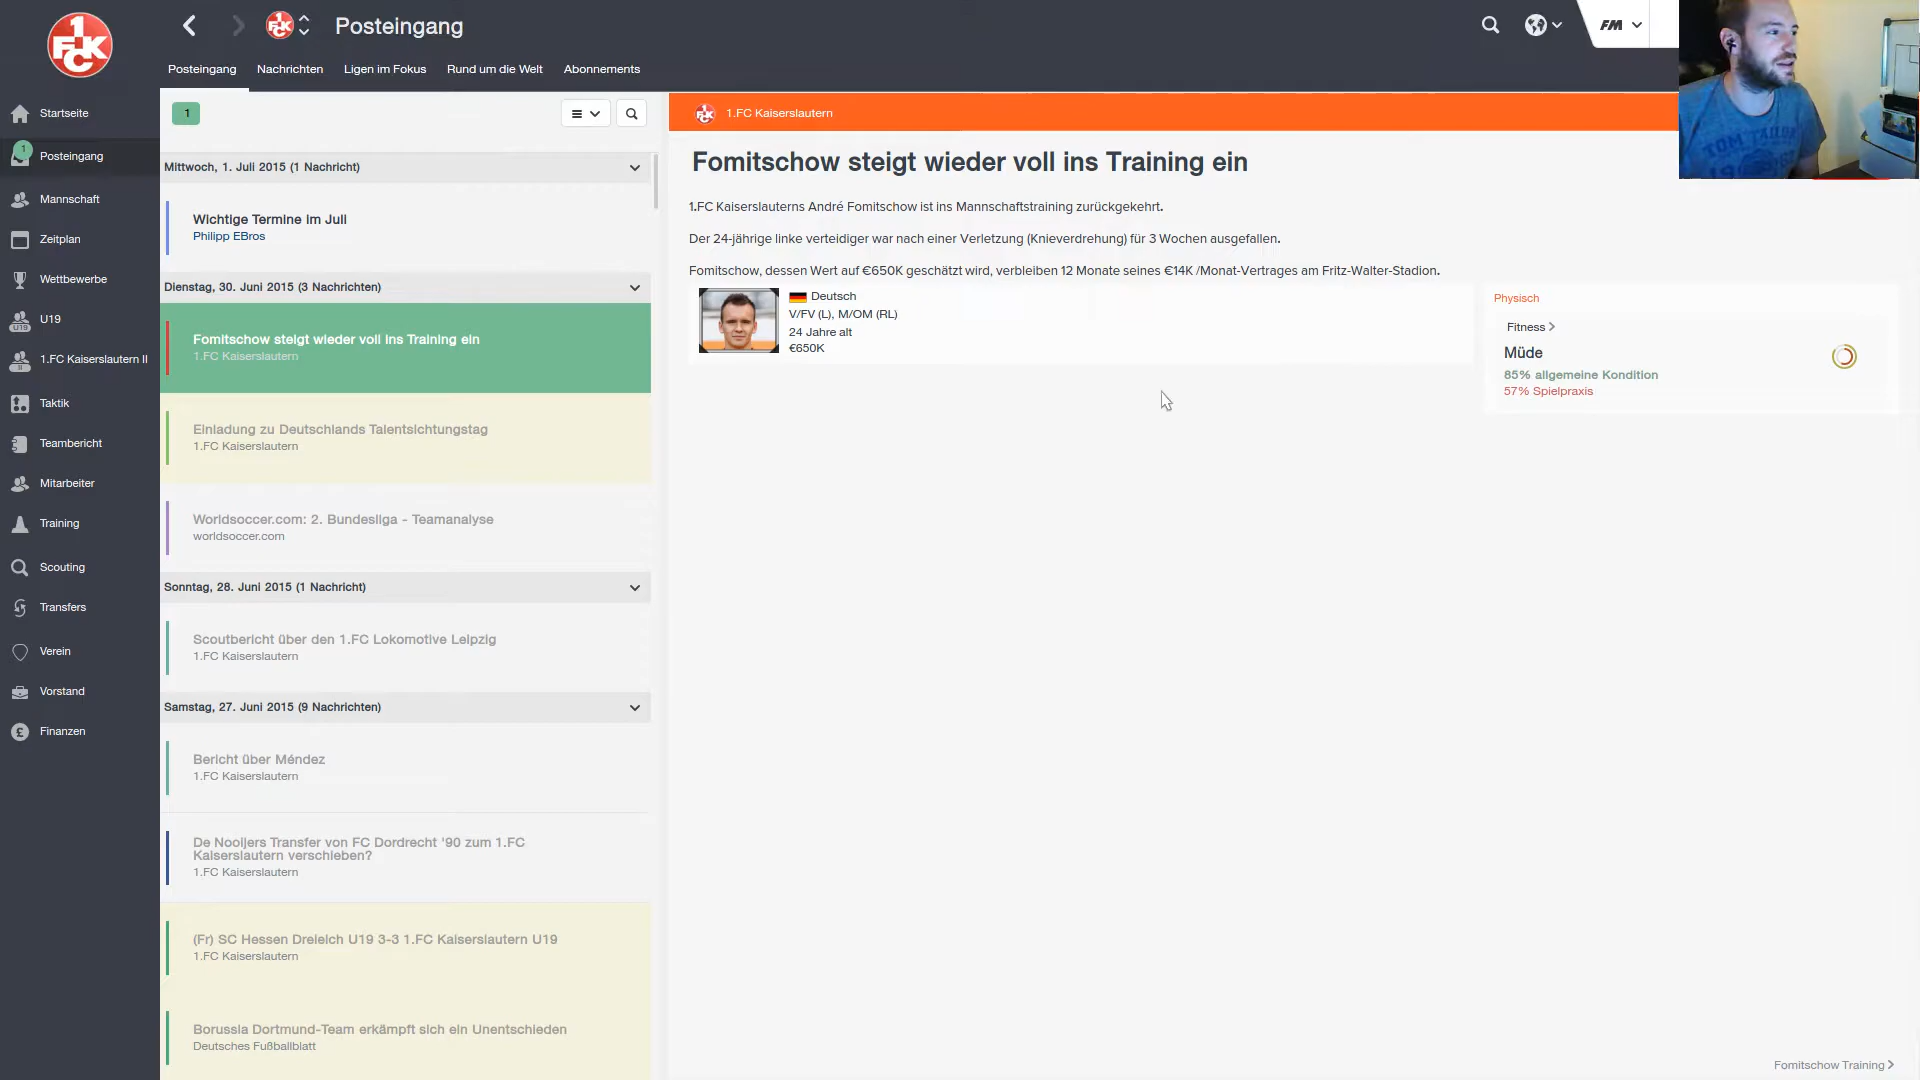 Posteingang
FM
Posteingang
Nachrichten
Ligen im Fokus
Rund um die Welt
Abonnements
Startseite
1
Posteingang
Mannschaft
Zeitplan
Wettbewerbe
U19
1.FC Kaiserslautern II
Taktik
Teambericht
Mitarbeiter
Training
Scouting
Transfers
Verein
Vorstand
Finanzen
1
Mittwoch, 1. Juli 2015 (1 Nachricht)
Wichtige Termine im Juli
Philipp EBros
Dienstag, 30. Juni 2015 (3 Nachrichten)
Fomitschow steigt wieder voll ins Training ein
1.FC Kaiserslautern
Einladung zu Deutschlands Talentsichtungstag
1.FC Kaiserslautern
Worldsoccer.com: 2. Bundesliga - Teamanalyse
worldsoccer.com
Sonntag, 28. Juni 2015 (1 Nachricht)
Scoutbericht über den 1.FC Lokomotive Leipzig
1.FC Kaiserslautern
Samstag, 27. Juni 2015 (9 Nachrichten)
Bericht über Méndez
1.FC Kaiserslautern
De Nooijers Transfer von FC Dordrecht '90 zum 1.FC
Kaiserslautern verschieben?
1.FC Kaiserslautern
(Fr) SC Hessen Dreieich U19 3-3 1.FC Kaiserslautern U19
1.FC Kaiserslautern
Borussia Dortmund-Team erkämpft sich ein Unentschieden
Deutsches Fußballblatt
1.FC Kaiserslautern
Fomitschow steigt wieder voll ins Training ein
1.FC Kaiserslauterns André Fomitschow ist ins Mannschaftstraining zurückgekehrt.
Der 24-jährige linke verteidiger war nach einer Verletzung (Knieverdrehung) für 3 Wochen ausgefallen.
Fomitschow, dessen Wert auf €650K geschätzt wird, verbleiben 12 Monate seines €14K /Monat-Vertrages am Fritz-Walter-Stadion.
Deutsch
V/FV (L), M/OM (RL)
24 Jahre alt
€650K
Physisch
Fitness
Müde
85% allgemeine Kondition
57% Spielpraxis
Fomitschow Training
TOM TAILOR